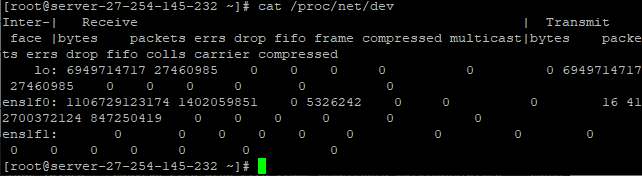 [root@server-27-254-145-232 ~]# cat /proc/net/dev
Inter-|   Receive                                                |  Transmit
 face |bytes    packets errs drop fifo frame compressed multicast|bytes    packe
ts errs drop fifo colls carrier compressed
    lo: 6949714717 27460985    0    0    0     0          0         0 6949714717
 27460985    0    0    0     0       0          0
ens1f0: 1106729123174 1402059851    0 5326242    0     0          0        16 41
2700372124 847250419    0    0    0     0       0          0
ens1f1:       0       0    0    0    0     0          0         0        0
 0    0    0    0     0       0          0
[root@server-27-254-145-232 ~]#